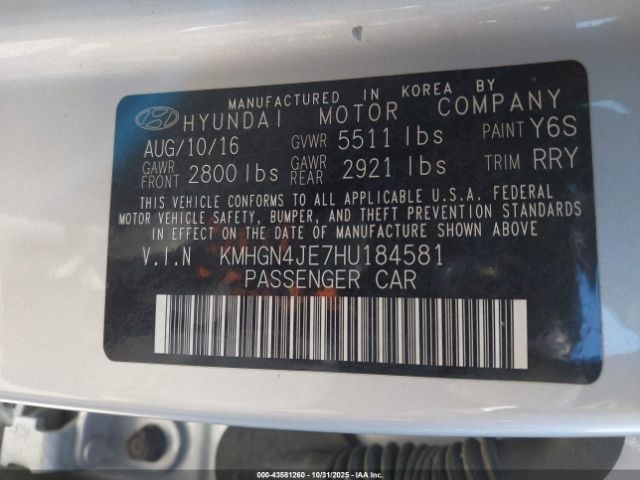 MANUFACTURED IN KOREA BY
HYUNDAI MOTOR COMPANY
AUG/10/16 GVWR 5511 lbs PAINT Y6S
GAWR FRONT 2800 lbs GAWR REAR 2921 lbs TRIM RRY
THIS VEHICLE CONFORMS TO ALL APPLICABLE U.S.A. FEDERAL
MOTOR VEHICLE SAFETY, BUMPER, AND THEFT PREVENTION STANDARDS
IN EFFECT ON THE DATE OF MANUFACTURE SHOWN ABOVE.
V.I.N KMHGN4JE7HU184581
PASSENGER CAR
000-43581260 - 10/31/2025 - IAA Inc.